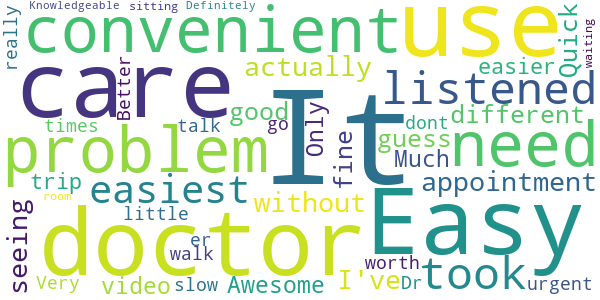 Knowledgeable sitting Definitely
really convenient use Quick waiting
care Better actually listened easier
It good go Only different
times talk dont need
problem fine guess Much
trip easiest without appointment
seeing little er walk worth Easy
doctor I've took
room Very video slow Awesome Dr urgent